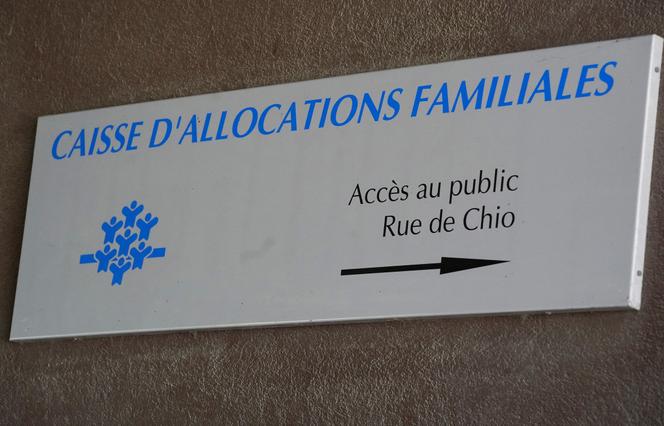 CAISSE D'ALLOCATIONS FAMILIALES
Accès au public
Rue de Chio